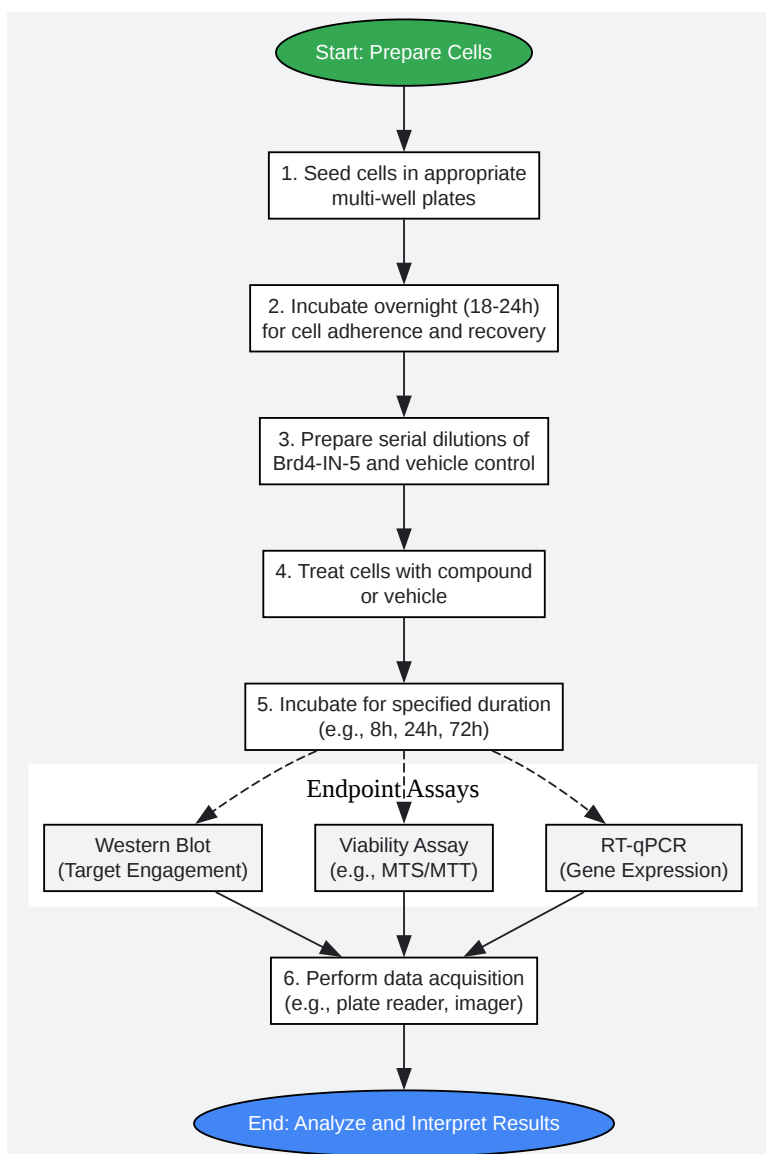 Start: Prepare Cells
1. Seed cells in appropriate
multi-well plates
2. Incubate overnight (18-24h)
for cell adherence and recovery
3. Prepare serial dilutions of
Brd4-IN-5 and vehicle control
4. Treat cells with compound
or vehicle
5. Incubate for specified duration
(e.g., 8h, 24h, 72h)
Endpoint Assays
Western Blot
(Target Engagement)
Viability Assay
(e.g., MTS/MTT)
RT-qPCR
(Gene Expression)
6. Perform data acquisition
(e.g., plate reader, imager)
End: Analyze and Interpret Results